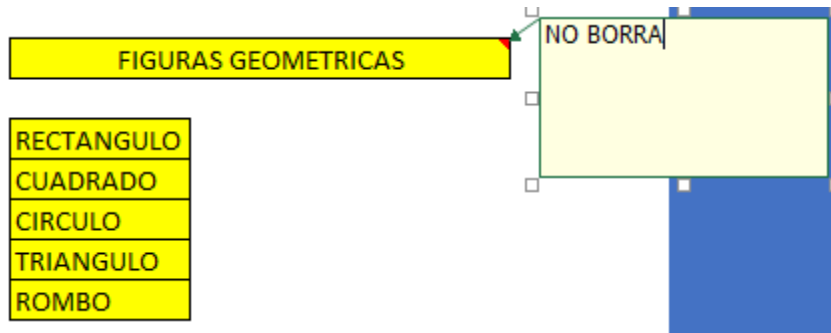 NO BORRA
FIGURAS GEOMETRICAS
RECTANGULO
CUADRADO
CIRCULO
TRIANGULO
ROMBO